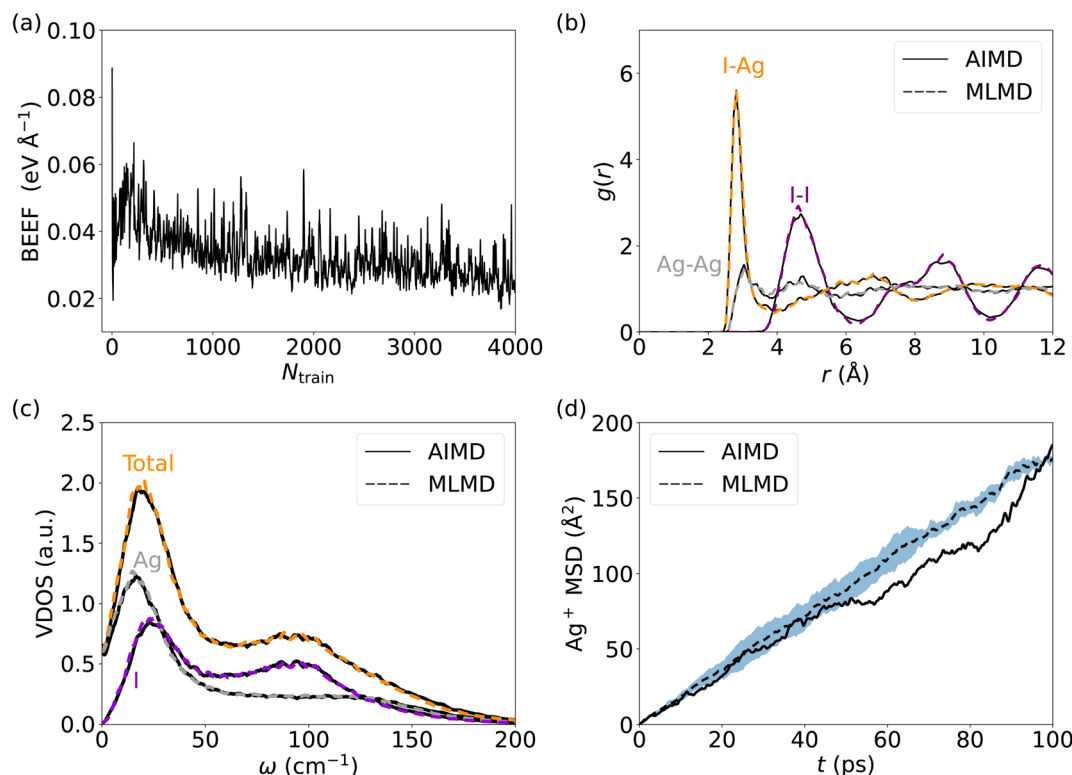 (a)
0.10
0.08
0.06
0.04
0.02
BEEF (eV Å⁻¹)
0 1000 2000 3000 4000
N_train
(b)
6
4
2
0
g(r)
I-Ag
I-I
Ag-Ag
AIMD
MLMD
0 2 4 6 8 10 12
r (Å)
(c)
2.5
2.0
1.5
1.0
0.5
0.0
VDOS (a.u.)
Total
Ag
I
AIMD
MLMD
0 50 100 150 200
ω (cm⁻¹)
(d)
200
150
100
50
0
Ag⁺ MSD (Å²)
AIMD
MLMD
0 20 40 60 80 100
t (ps)